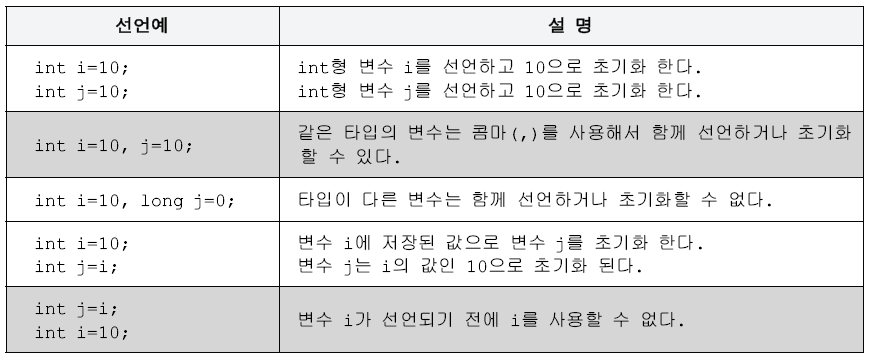 선언예 설 명
int i=10; int형 변수 i를 선언하고 10으로 초기화 한다.
int j=10; int형 변수 j를 선언하고 10으로 초기화 한다.
int i=10, j=10; 같은 타입의 변수는 콤마(,)를 사용해서 함께 선언하거나 초기화
할 수 있다.
int i=10, long j=0; 타입이 다른 변수는 함께 선언하거나 초기화할 수 없다.
int i=10; 변수 i에 저장된 값으로 변수 j를 초기화 한다.
int j=i; 변수 j는 i의 값인 10으로 초기화 된다.
int j=i;
int i=10;
변수 i가 선언되기 전에 i를 사용할 수 없다.